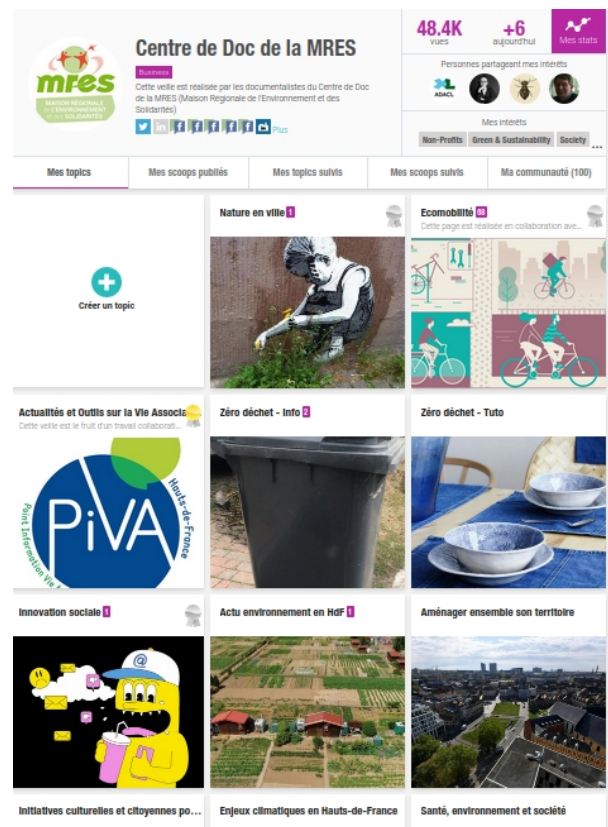 mres
MAISON RÉGIONALE
DE L'ENVIRONNEMENT
et des SOLIDARITÉS
Centre de Doc de la MRES
Business
Cette veille est réalisée par les documentalistes du Centre de Doc
de la MRES (Maison Régionale de l'Environnement et des
Solidarités)
Plus
48.4K
vues
+6
aujourd'hui
Mes stats
Personnes partageant mes intérêts
ADACL
Mes intérêts
Non-Profits Green & Sustainability Society ...
Mes topics
Mes scoops publiés
Mes topics suivis
Mes scoops suivis
Ma communauté (100)
Créer un topic
Nature en ville 1
Ecomobilité 68
Cette page est réalisée en collaboration ave...
Actualités et Outils sur la Vie Associa
Cette veille est le fruit d'un travail collaborati...
PiVA
Hauts-de-France
Point Information Vie
Zéro déchet - Info 2
Zéro déchet - Tuto
Innovation sociale 1
@
Actu environnement en HdF 1
Aménager ensemble son territoire
Initiatives culturelles et citoyennes po...
Enjeux climatiques en Hauts-de-France
Santé, environnement et société